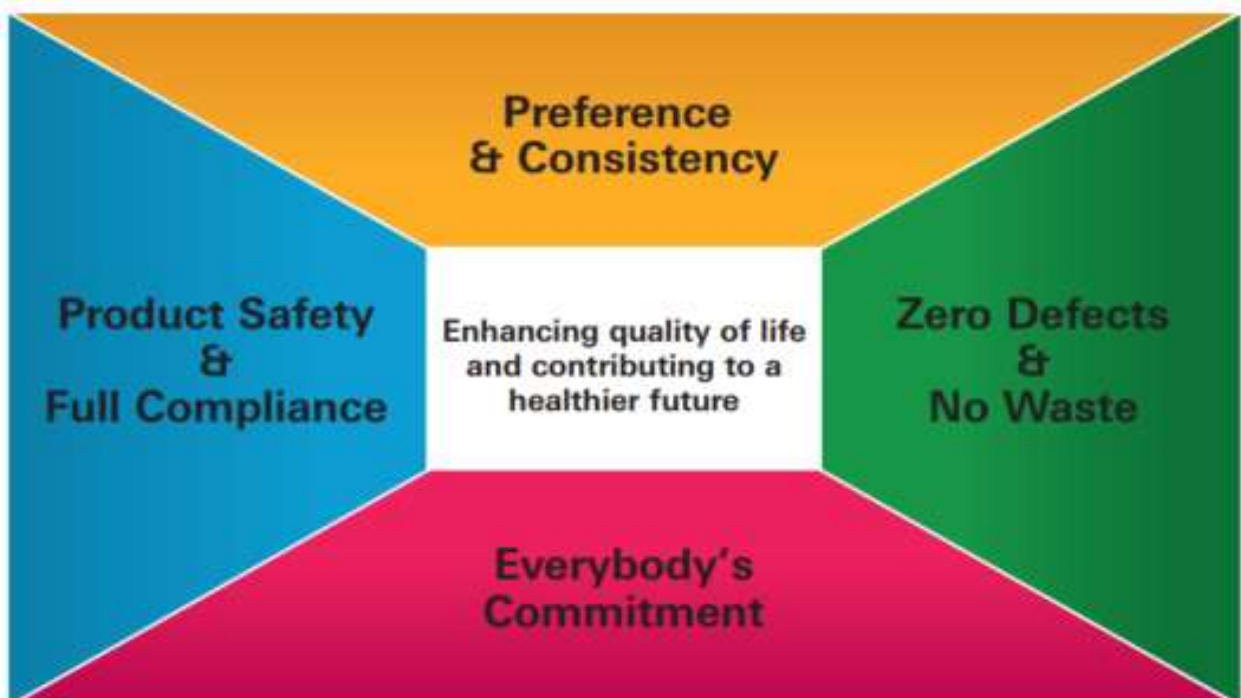 Preference
& Consistency
Product Safety
&
Full Compliance
Enhancing quality of life
and contributing to a
healthier future
Zero Defects
&
No Waste
Everybody's
Commitment